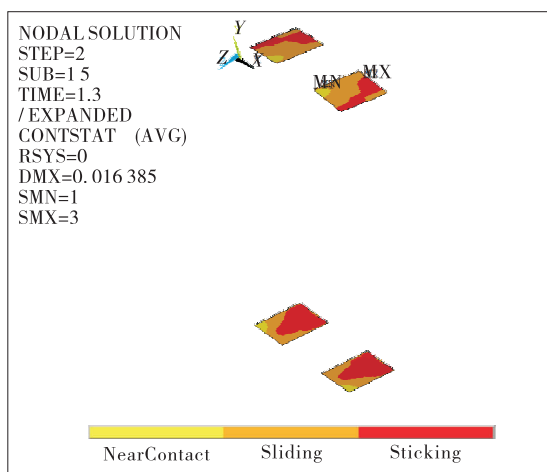 NODAL SOLUTION
STEP=2
SUB=1 5
TIME=1.3
/ EXPANDED
CONTSTAT (AVG)
RSYS=0
DMX=0. 016 385
SMN=1
SMX=3
Y
Z X
MN MX
NearContact Sliding Sticking